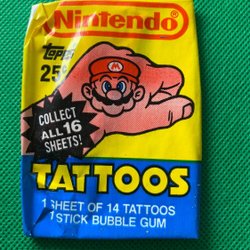 Nintendo
TOPPS
25¢
COLLECT
ALL 16
SHEETS!
TATTOOS
1 SHEET OF 14 TATTOOS
1 STICK BUBBLE GUM